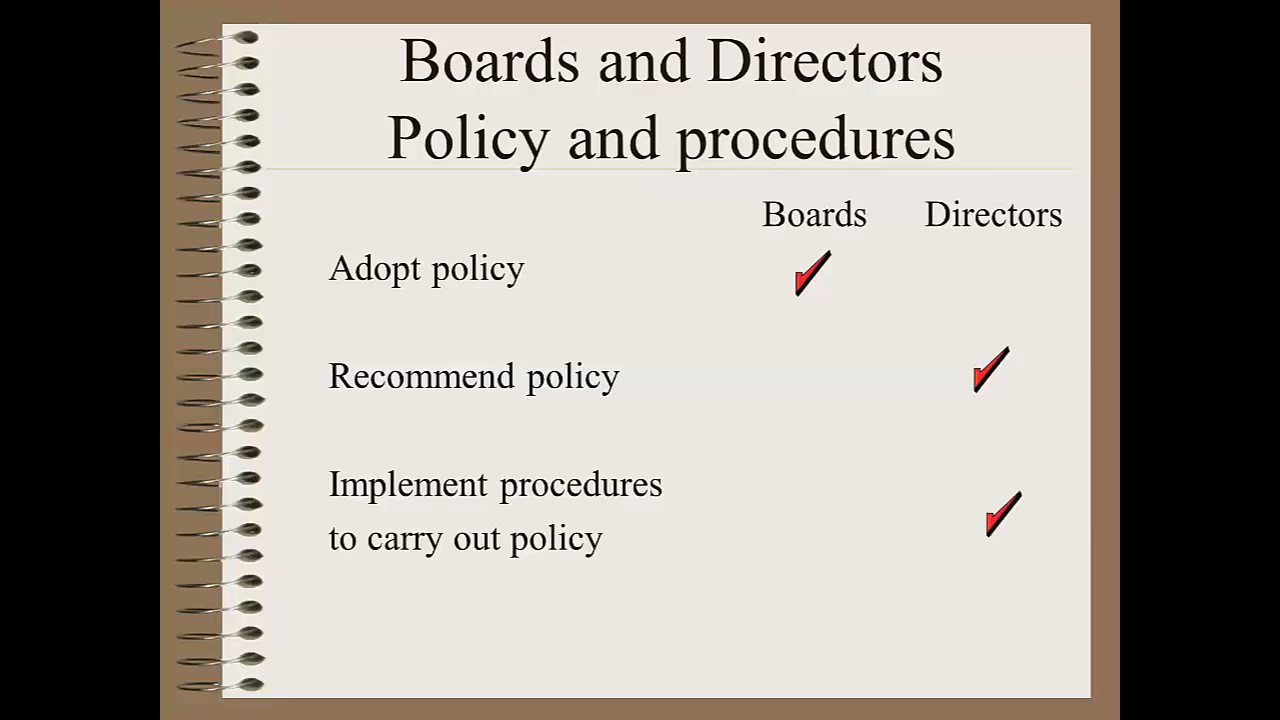 Boards and Directors
Policy and procedures
Boards Directors
Adopt policy
Recommend policy
Implement procedures
to carry out policy